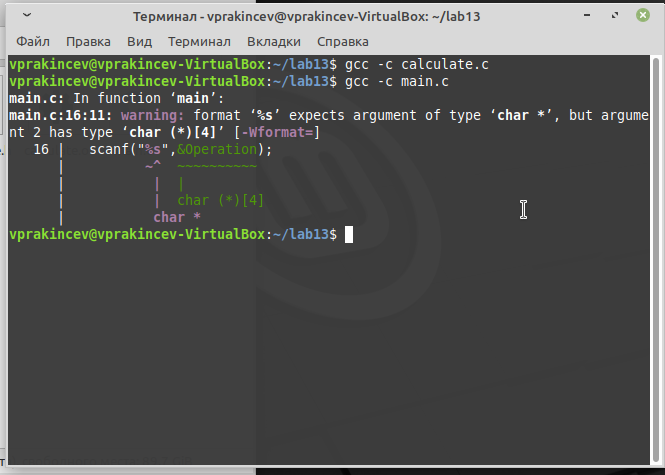 Терминал - vprakincev@vprakincev-VirtualBox: ~/lab13
Файл Правка Вид Терминал Вкладки Справка
vprakincev@vprakincev-VirtualBox:~/lab13$ gcc -c calculate.c
vprakincev@vprakincev-VirtualBox:~/lab13$ gcc -c main.c
main.c: In function ‘main’:
main.c:16:11: warning: format ‘%s’ expects argument of type ‘char *’, but argume
nt 2 has type ‘char (*)[4]’ [-Wformat=]
   16 |   scanf("%s",&Operation);
      |          ~^  ~~~~~~~~~~
      |           |  |
      |           |  char (*)[4]
      |           char *
vprakincev@vprakincev-VirtualBox:~/lab13$